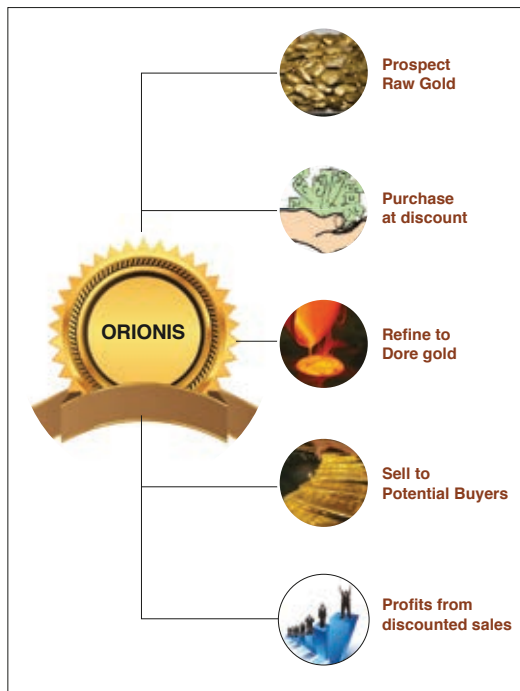 Prospect
Raw Gold
Purchase
at discount
ORIONIS
Refine to
Dore gold
Sell to
Potential Buyers
Profits from
discounted sales